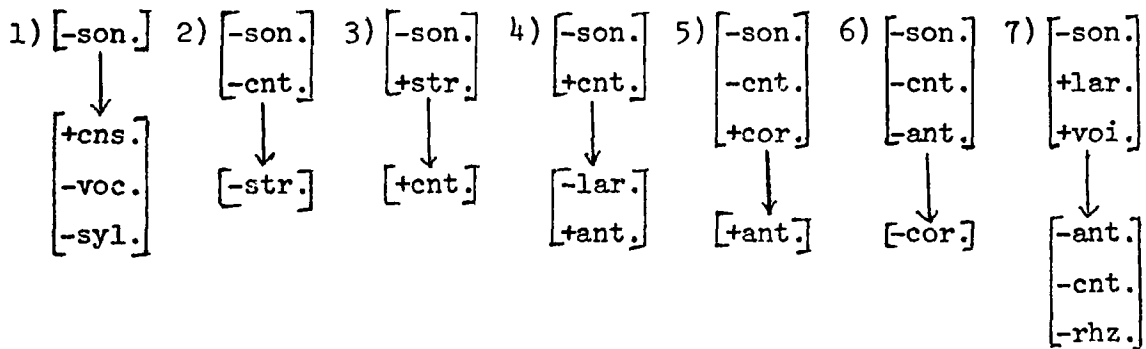 1) [-son.] 2) [-son. 3) [-son. 4) [-son. 5) [-son. 6) [-son. 7) [-son.
-cnt.] +str.] +cnt.] -cnt. -cnt. +lar.
+cor.] -ant.] +voi.]
[+cns. [-str.] [+cnt.] [-lar.
-voc. +ant.] [+ant.] [-cor.] [-ant.
-syl.] -cnt.
-rhz.]